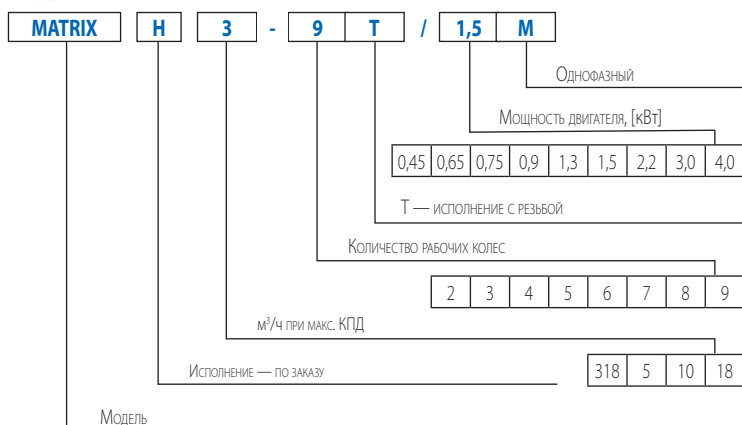 MATRIX H 3 - 9 T / 1,5 M
Однофазный
Мощность двигателя, [кВт]
0,45 0,65 0,75 0,9 1,3 1,5 2,2 3,0 4,0
Т — исполнение с резьбой
Количество рабочих колес
2 3 4 5 6 7 8 9
м³/ч при макс. КПД
318 5 10 18
Исполнение — по заказу
Модель